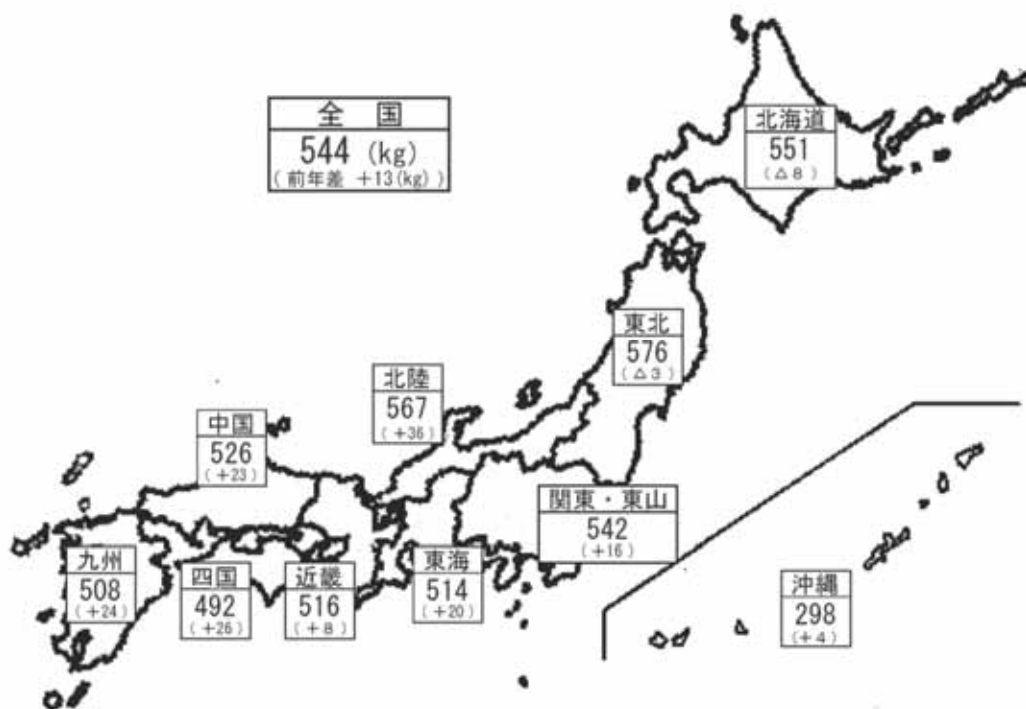 全 国
544 (kg)
( 前年差 +13(kg) )
北海道
551
(△8)
東北
576
(△3)
北陸
567
(+36)
中国
526
(+23)
関東・東山
542
(+16)
九州
508
(+24)
四国
492
(+26)
近畿
516
(+8)
東海
514
(+20)
沖縄
298
(+4)